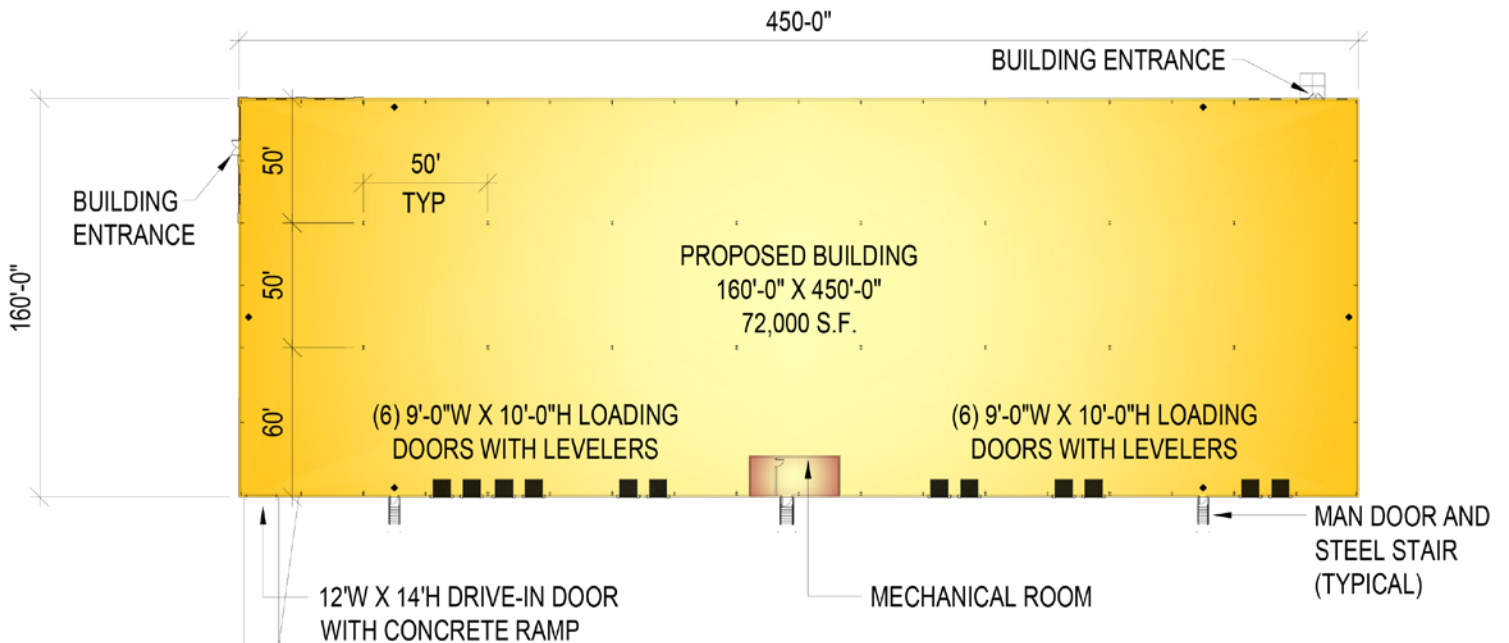 450-0"
BUILDING ENTRANCE
50'
50'
TYP
BUILDING
ENTRANCE
160'-0"
50'
PROPOSED BUILDING
160'-0" X 450'-0"
72,000 S.F.
60'
(6) 9'-0"W X 10'-0"H LOADING
DOORS WITH LEVELERS
(6) 9'-0"W X 10'-0"H LOADING
DOORS WITH LEVELERS
MAN DOOR AND
STEEL STAIR
(TYPICAL)
12'W X 14'H DRIVE-IN DOOR
WITH CONCRETE RAMP
MECHANICAL ROOM